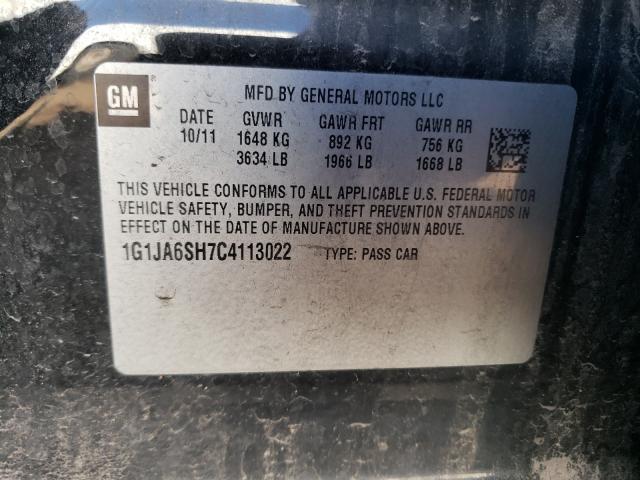 GM ® MFD BY GENERAL MOTORS LLC
DATE GVWR GAWR FRT GAWR RR
10/11 1648 KG 892 KG 756 KG
3634 LB 1966 LB 1668 LB
THIS VEHICLE CONFORMS TO ALL APPLICABLE U.S. FEDERAL MOTOR
VEHICLE SAFETY, BUMPER, AND THEFT PREVENTION STANDARDS IN
EFFECT ON THE DATE OF MANUFACTURE SHOWN ABOVE.
1G1JA6SH7C4113022 TYPE: PASS CAR